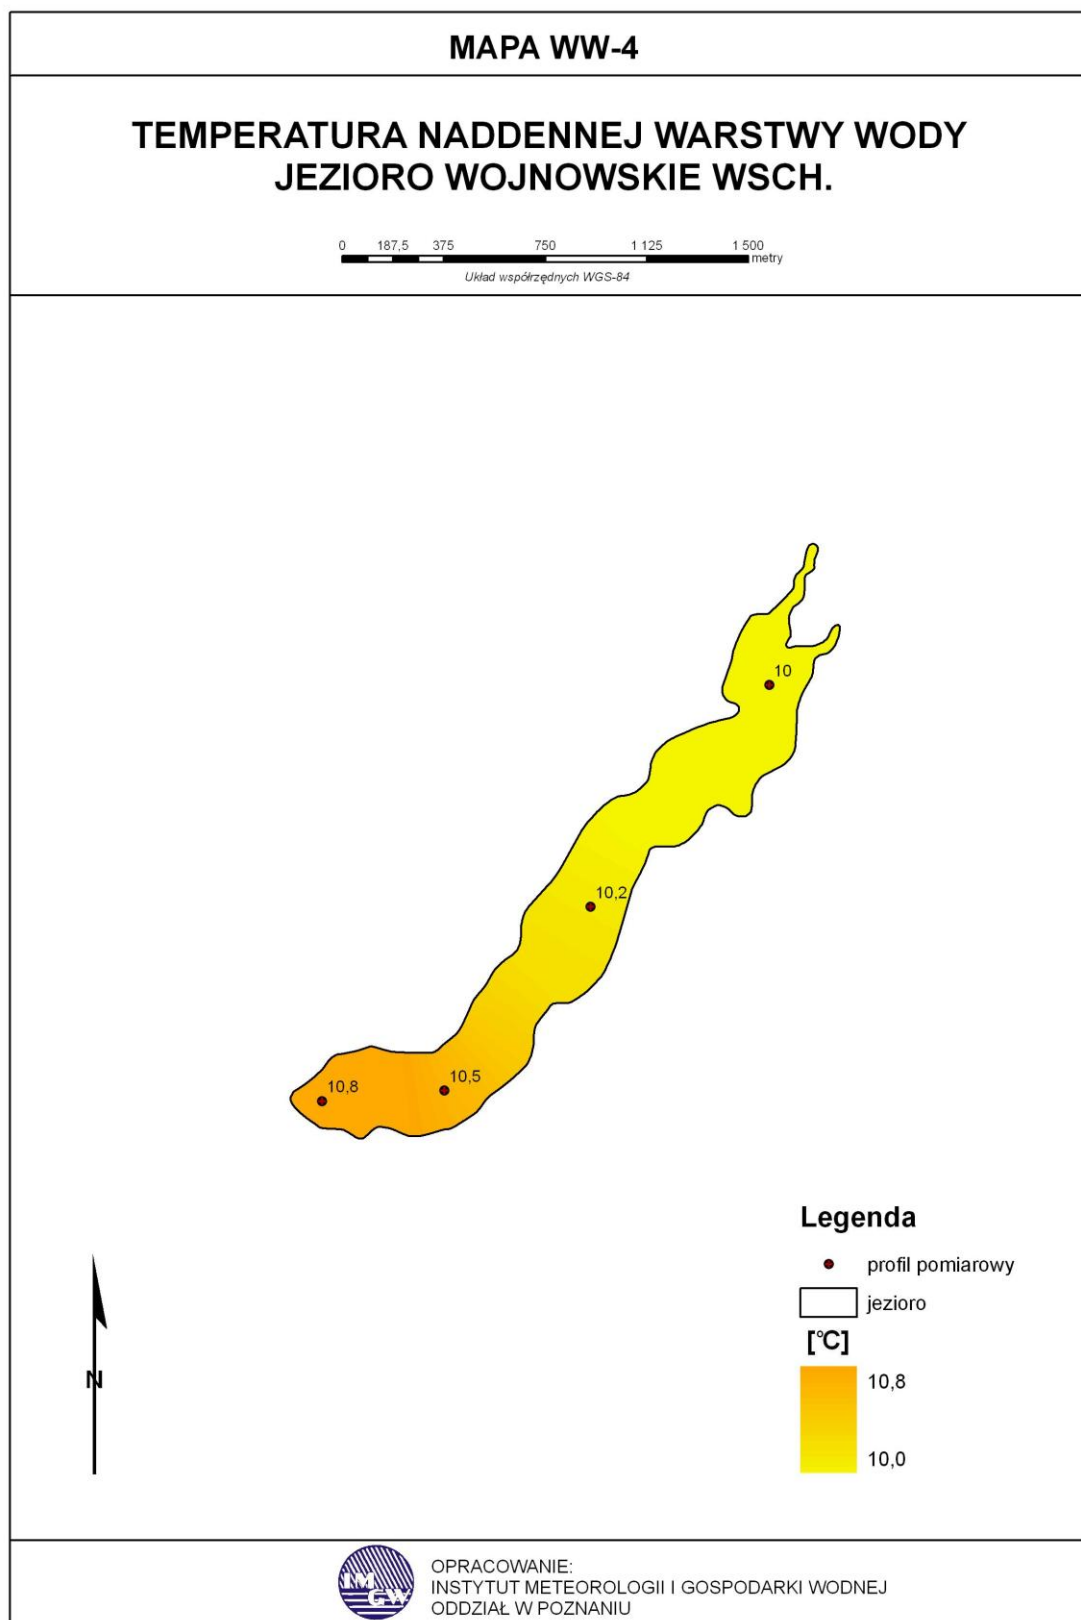 MAPA WW-4
TEMPERATURA NADDENNEJ WARSTWY WODY
JEZIORO WOJNOWSKIE WSCH.
0 187,5 375 750 1 125 1 500
metry
Układ współrzędnych WGS-84
10
10,2
10,5
10,8
Legenda
profil pomiarowy
jezioro
[°C]
10,8
10,0
N
IM
GW
OPRACOWANIE:
INSTYTUT METEOROLOGII I GOSPODARKI WODNEJ
ODDZIAŁ W POZNANIU